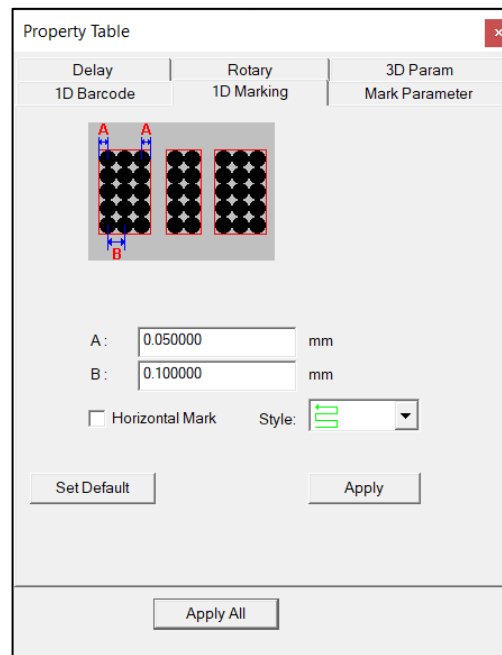 Property Table
Delay Rotary 3D Param
1D Barcode 1D Marking Mark Parameter
A A
B
A : 0.050000 mm
B : 0.100000 mm
Horizontal Mark Style:
Set Default Apply
Apply All